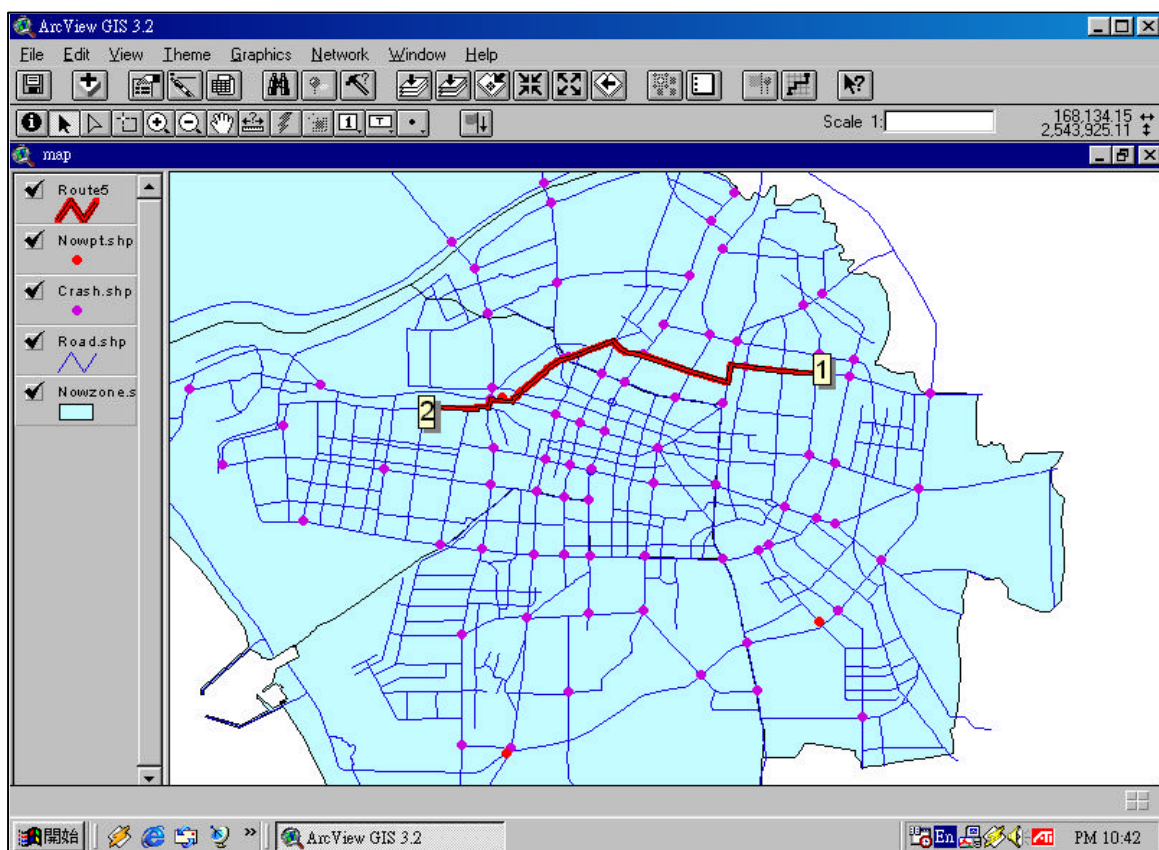 ArcView GIS 3.2
File Edit View Theme Graphics Network Window Help
Scale 1:
168,134.15
2,543,925.11
map
Route5
Nowpt.shp
Crash.shp
Road.shp
Nowzone.s
1
2
開始
»
ArcView GIS 3.2
En
ATI
PM 10:42